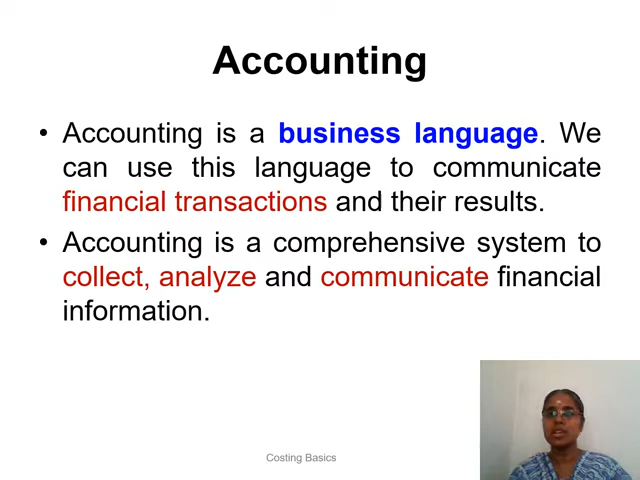 Accounting
• Accounting is a business language. We
can use this language to communicate
financial transactions and their results.
• Accounting is a comprehensive system to
collect, analyze and communicate financial
information.
Costing Basics